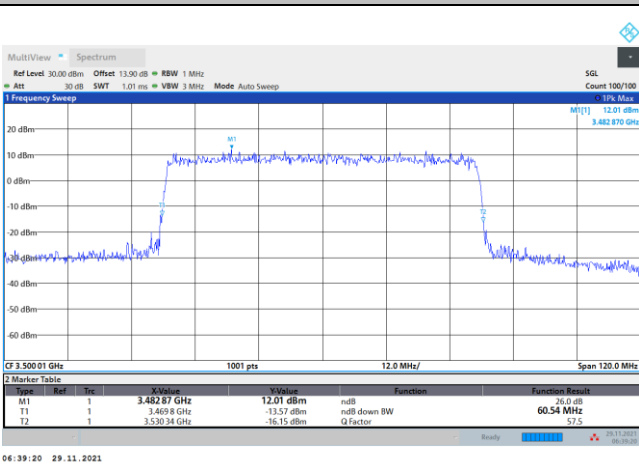 MultiView Spectrum
Ref Level 30.00 dBm Offset 13.90 dB RBW 1 MHz SGL
Att 30 dB SWT 1.01 ms VBW 3 MHz Mode Auto Sweep Count 100/100
1 Frequency Sweep 1Pk Max
M1[1] 12.01 dBm
3.482 870 GHz
M1
20 dBm
10 dBm
0 dBm
-10 dBm
T1
T2
-20 dBm
-30 dBm
-40 dBm
-50 dBm
-60 dBm
CF 3.500 01 GHz 1001 pts 12.0 MHz/ Span 120.0 MHz
2 Marker Table
Type Ref Trc X-Value Y-Value Function Function Result
M1 1 3.482 87 GHz 12.01 dBm ndB 26.0 dB
T1 1 3.469 8 GHz -13.57 dBm ndB down BW 60.54 MHz
T2 1 3.530 34 GHz -16.15 dBm Q Factor 57.5
Ready 29.11.2021
06:39:20
06:39:20 29.11.2021